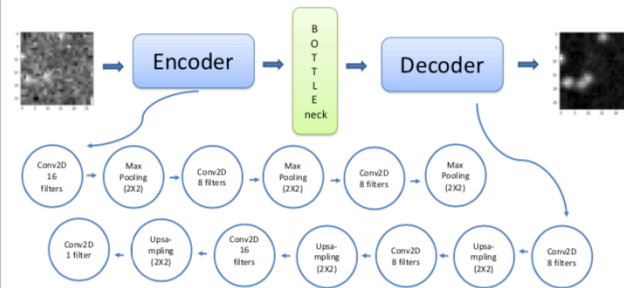 Encoder
B
O
T
T
L
E
neck
Decoder
Conv2D
16
filters
Max
Pooling
(2X2)
Conv2D
8 filters
Max
Pooling
(2X2)
Conv2D
8 filters
Max
Pooling
(2X2)
Conv2D
1 filter
Upsa-
mpling
(2X2)
Conv2D
16
filters
Upsa-
mpling
(2X2)
Conv2D
8 filters
Upsa-
mpling
(2X2)
Conv2D
8 filters